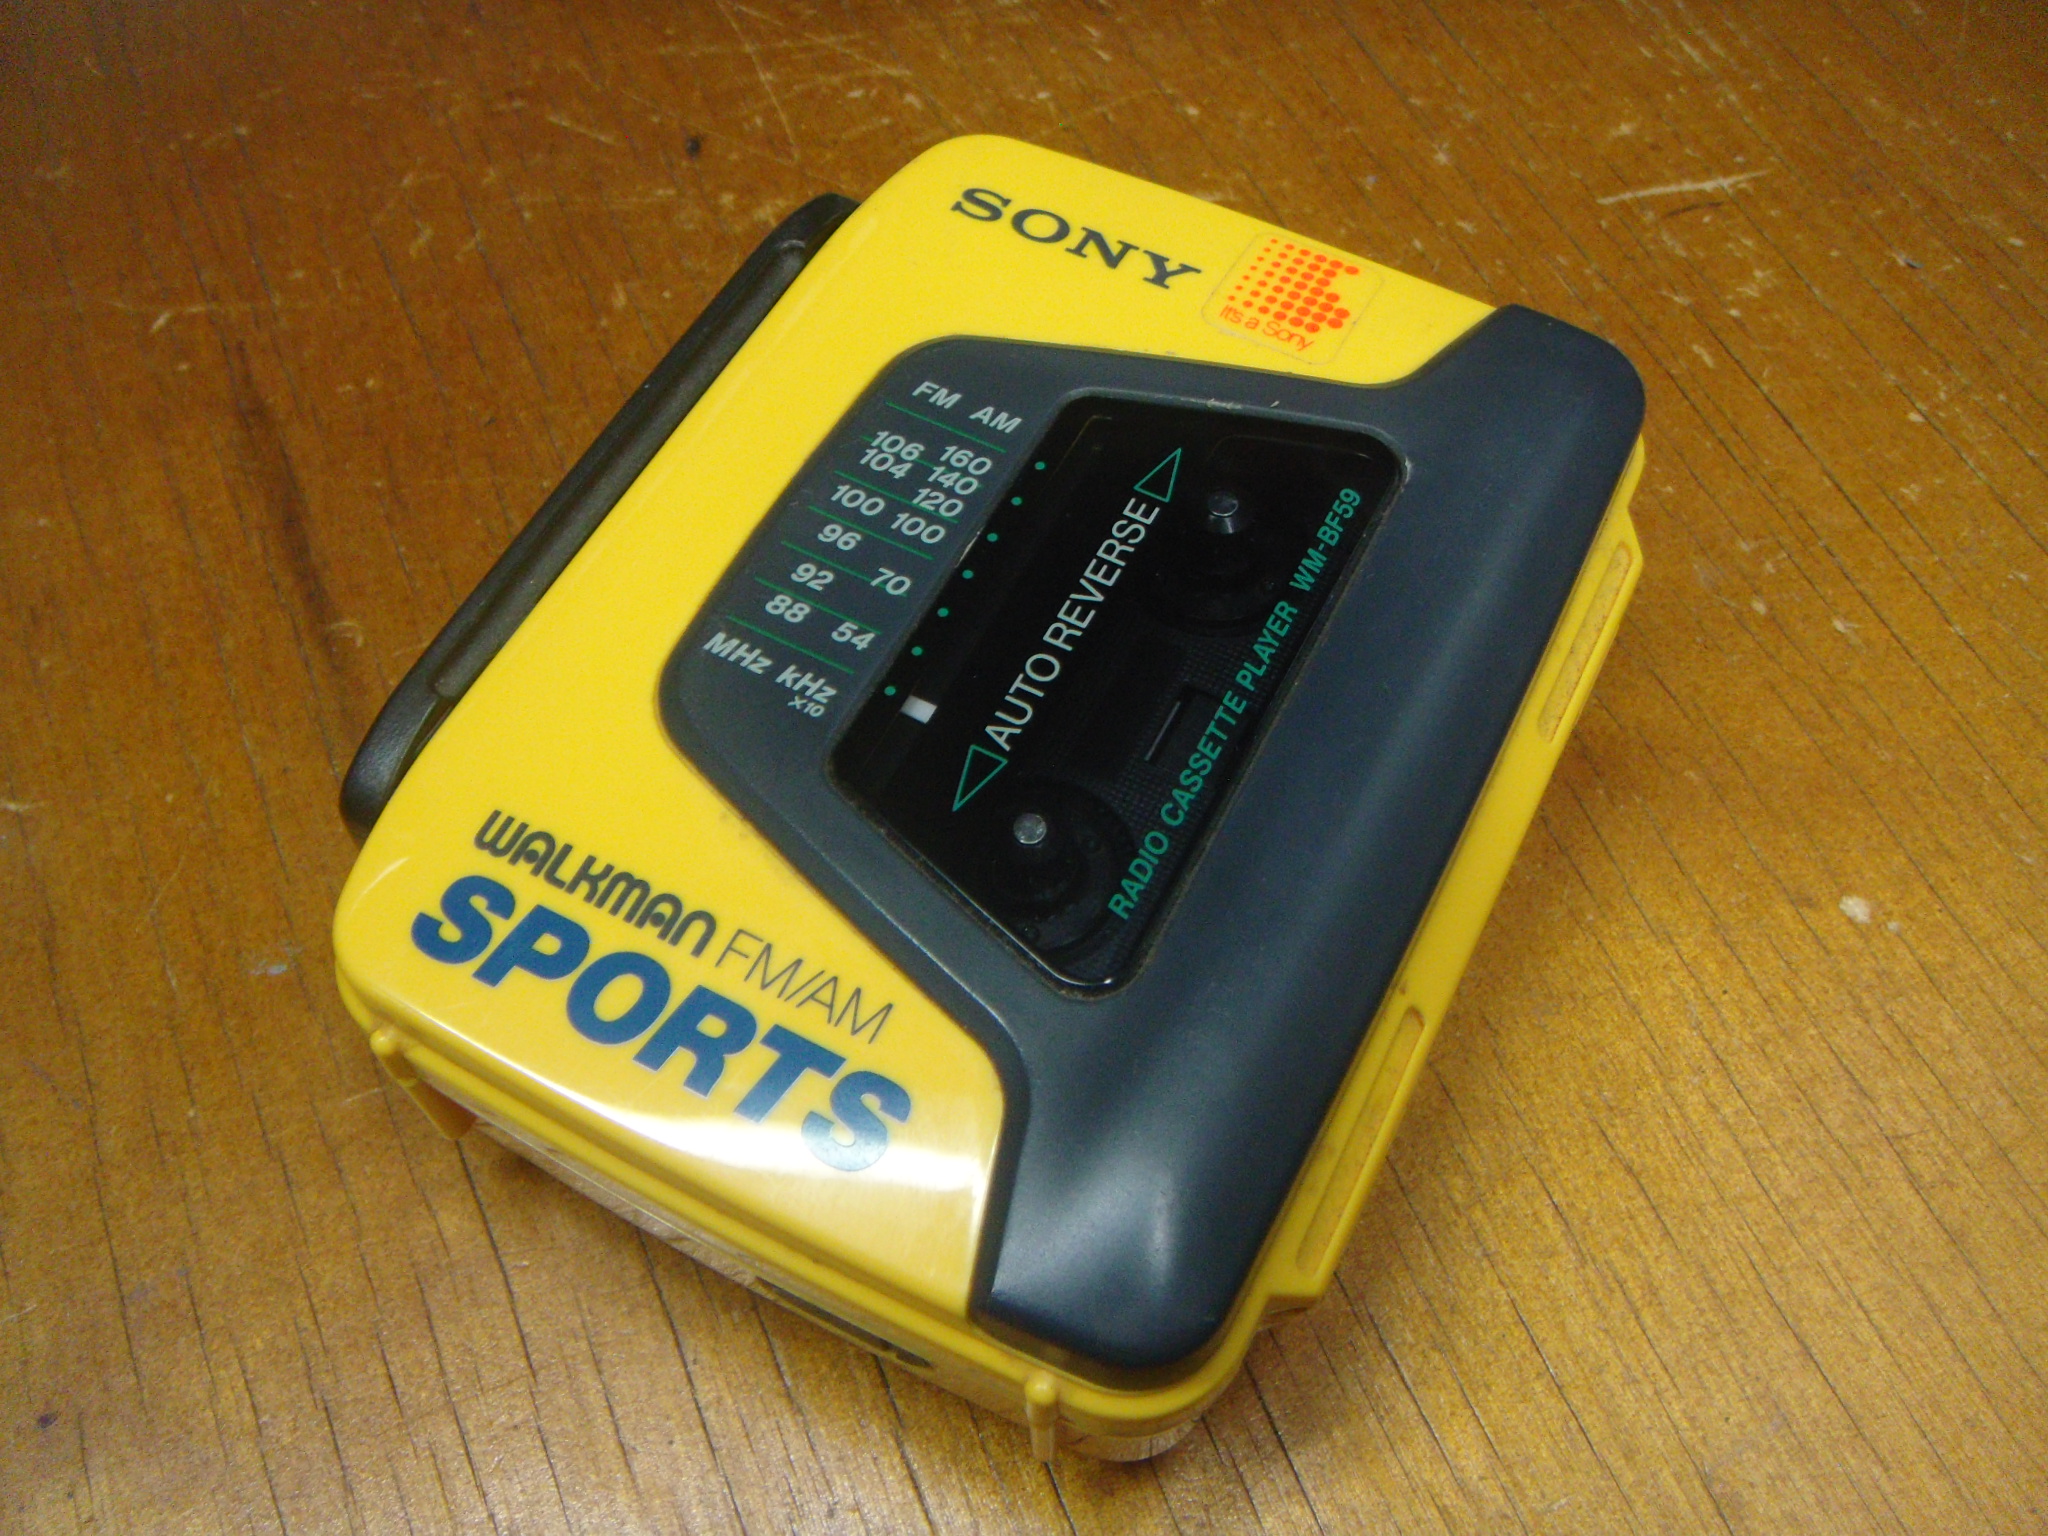 SONY
It's a Sony
FM AM
106 160
104 140
120
100 100
96
92 70
88 54
MHz kHz
×10
AUTO REVERSE
RADIO CASSETTE PLAYER WM-BF59
WALKMAN FM/AM
SPORTS